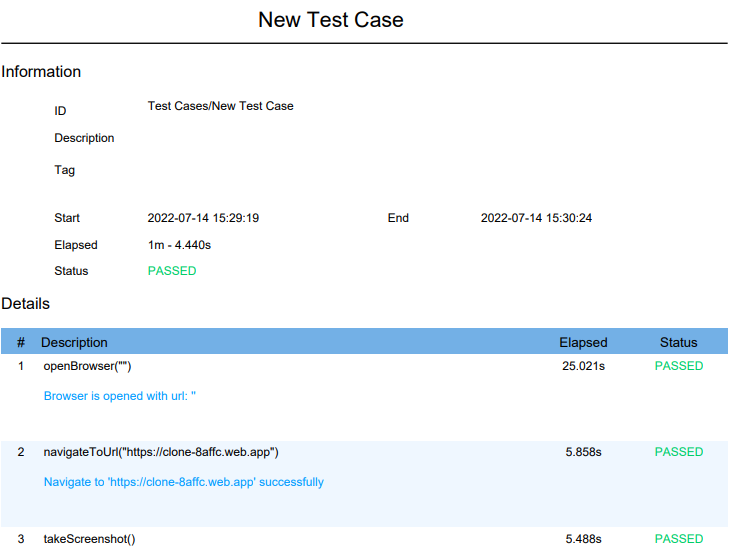 New Test Case
Information
ID Test Cases/New Test Case
Description
Tag
Start 2022-07-14 15:29:19 End 2022-07-14 15:30:24
Elapsed 1m - 4.440s
Status PASSED
Details
# Description Elapsed Status
1 openBrowser("") 25.021s PASSED
Browser is opened with url: ''
2 navigateToUrl("https://clone-8affc.web.app") 5.858s PASSED
Navigate to 'https://clone-8affc.web.app' successfully
3 takeScreenshot() 5.488s PASSED